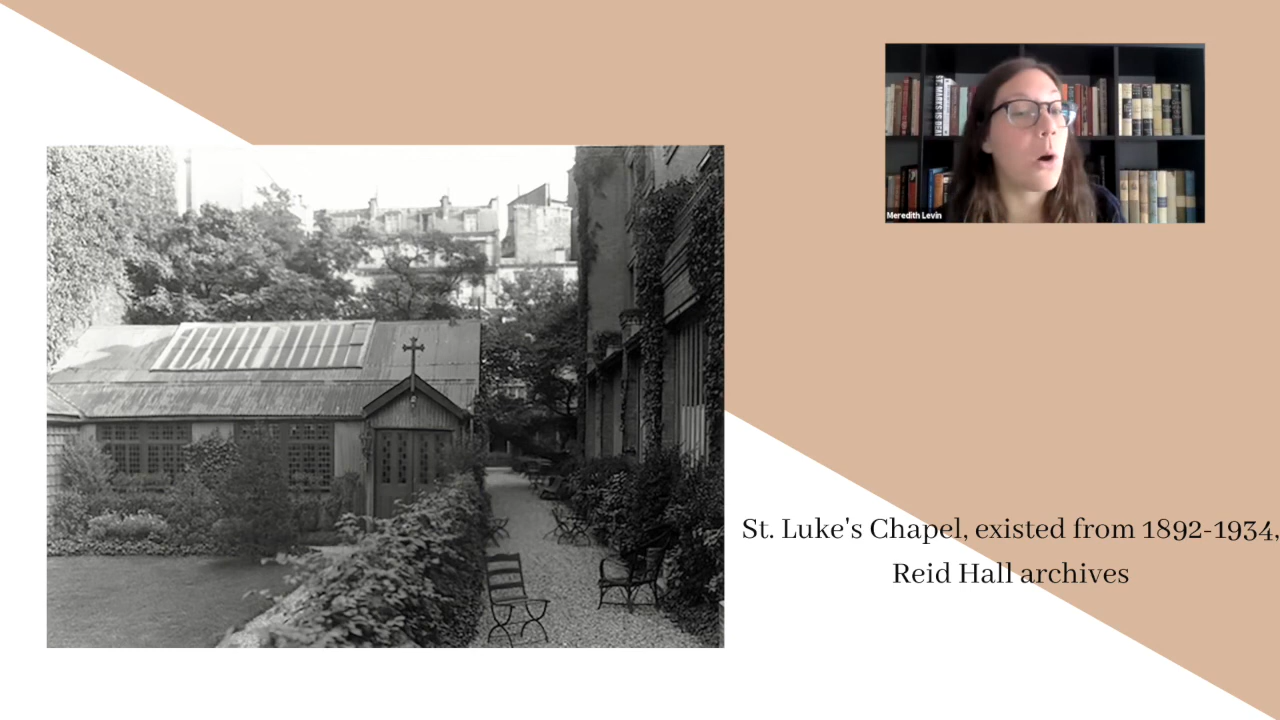 Meredith Levin
St. Luke's Chapel, existed from 1892-1934,
Reid Hall archives